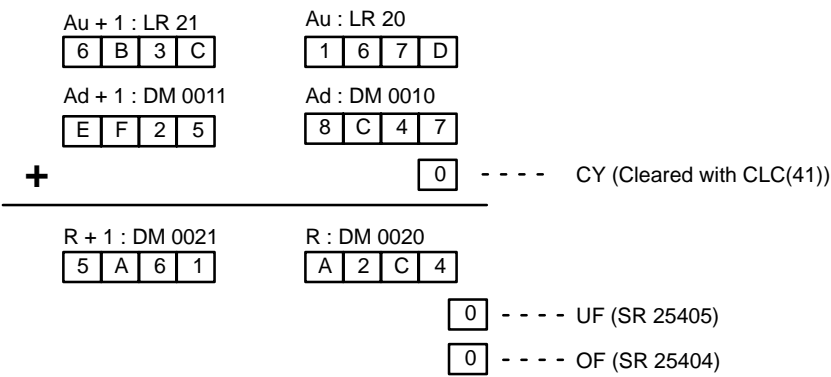 Au + 1 : LR 21 Au : LR 20
6 B 3 C 1 6 7 D
Ad + 1 : DM 0011 Ad : DM 0010
E F 2 5 8 C 4 7
+ 0 - - - - CY (Cleared with CLC(41))
R + 1 : DM 0021 R : DM 0020
5 A 6 1 A 2 C 4
0 - - - - UF (SR 25405)
0 - - - - OF (SR 25404)